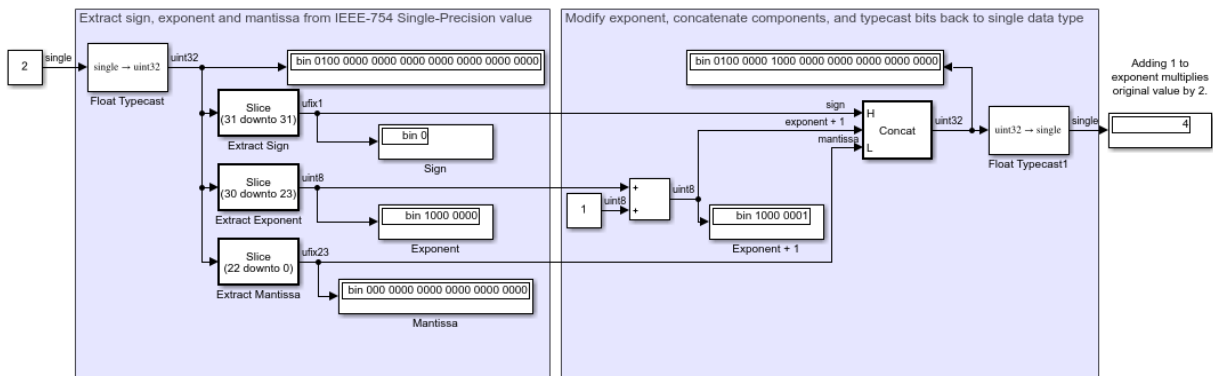 Extract sign, exponent and mantissa from IEEE-754 Single-Precision value
2
single
single → uint32
Float Typecast
uint32
bin 0100 0000 0000 0000 0000 0000 0000 0000
Slice
(31 downto 31)
Extract Sign
ufix1
bin 0
Sign
Slice
(30 downto 23)
Extract Exponent
uint8
bin 1000 0000
Exponent
Slice
(22 downto 0)
Extract Mantissa
ufix23
bin 000 0000 0000 0000 0000 0000
Mantissa
Modify exponent, concatenate components, and typecast bits back to single data type
bin 0100 0000 1000 0000 0000 0000 0000 0000
1
uint8
+
+
uint8
bin 1000 0001
Exponent + 1
sign
exponent + 1
mantissa
H
Concat
L
uint32
uint32 → single
Float Typecast1
single
Adding 1 to
exponent multiplies
original value by 2.
4